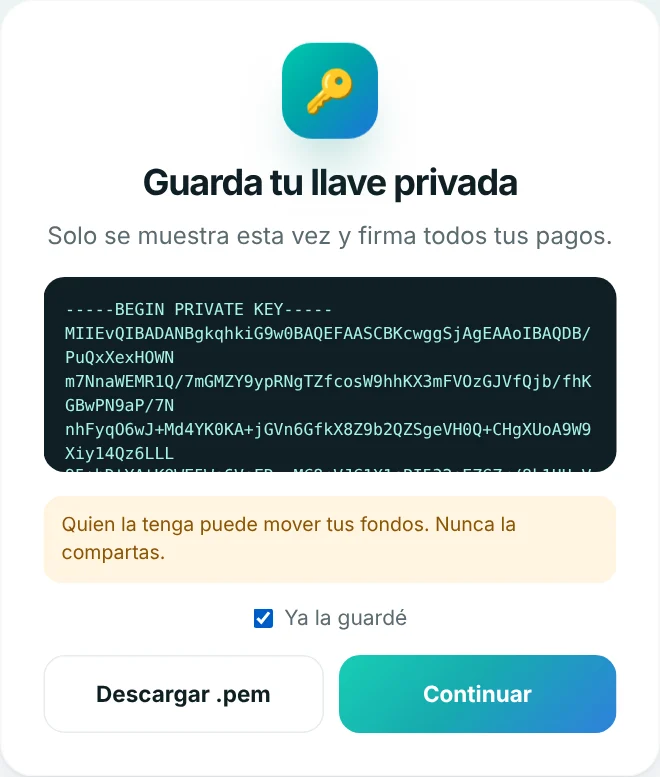 Guarda tu llave privada
Solo se muestra esta vez y firma todos tus pagos.
-----BEGIN PRIVATE KEY-----
MIIEvQIBADANBgkqhkiG9w0BAQEFAASCBKcwggSjAgEAAoIBAQDB/
PuQxXexHOWN
m7NnaWEMR1Q/7mGMZY9ypRNgTZfcosW9hhKX3mFVOzGJVfQjb/fhK
GBwPN9aP/7N
nhFyqO6wJ+Md4YK0KA+jGVn6GfkX8Z9b2QZSgeVH0Q+CHgXUoA9W9
Xiy14Qz6LLL
Quien la tenga puede mover tus fondos. Nunca la
compartas.
Ya la guardé
Descargar .pem
Continuar